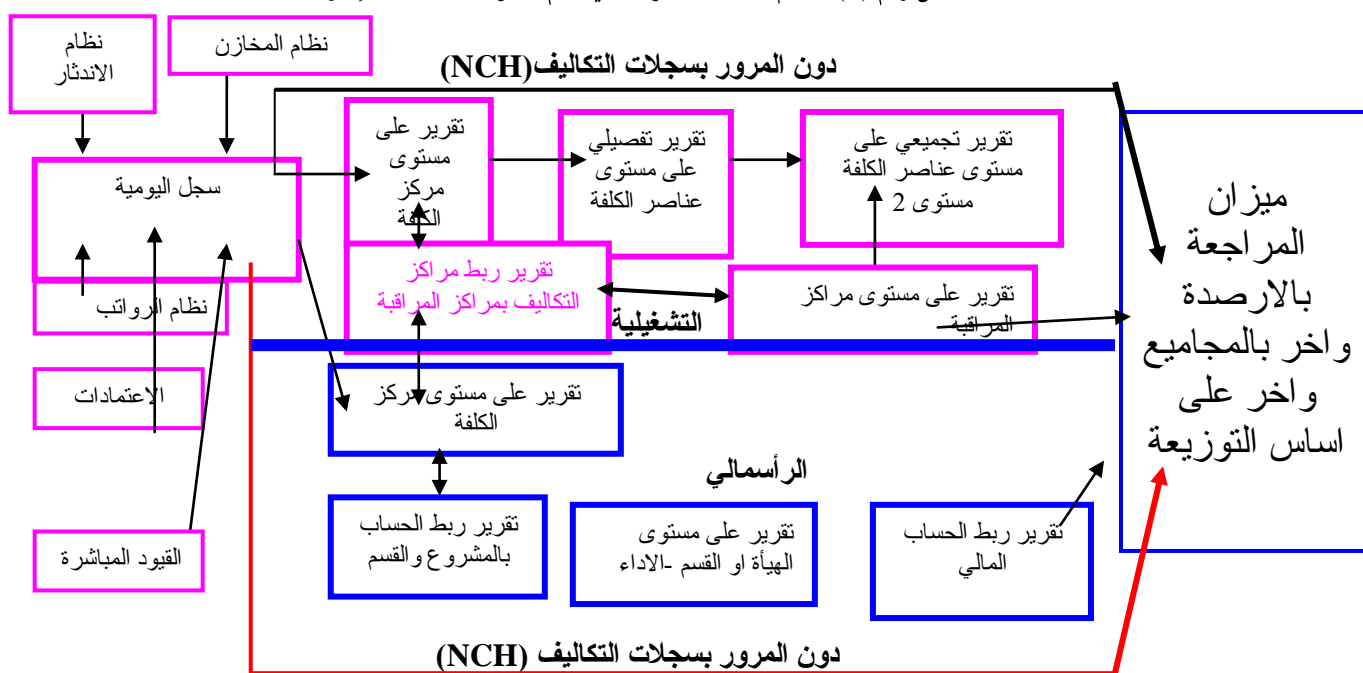 نظام
الاندثار
نظام المخازن
دون المرور بسجلات التكاليف(NCH)
سجل اليومية
تقرير على
مستوى
مركز
الكلفة
تقرير تفصيلي
على مستوى
عناصر الكلفة
تقرير تجميعي على
مستوى عناصر الكلفة
مستوى 2
ميزان
المراجعة
بالارصدة
واخر بالمجاميع
واخر على
اساس التوزيعة
تقرير ربط مراكز
التكاليف بمراكز المراقبة
تقرير على مستوى مراكز
المراقبة
التشغيلية
نظام الرواتب
الاعتمادات
القيود المباشرة
تقرير على مستوى مركز
الكلفة
الرأسمالي
تقرير ربط الحساب
بالمشروع والقسم
تقرير على مستوى
الهيأة او القسم -الاداء
تقرير ربط الحساب
المالي
دون المرور بسجلات التكاليف (NCH)